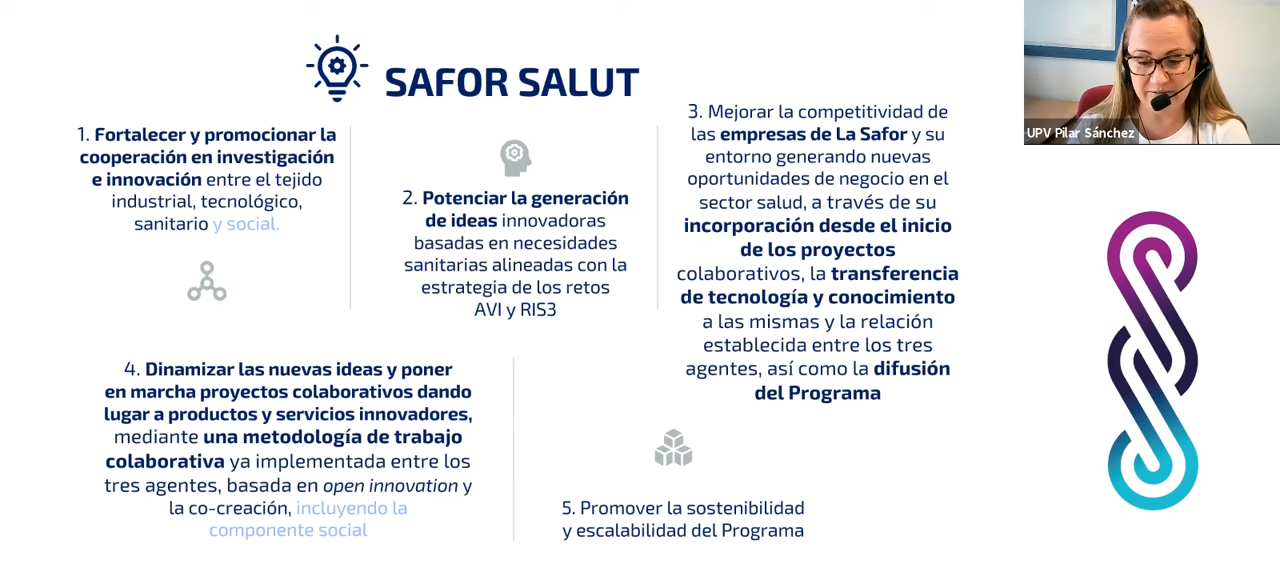 SAFOR SALUT
1. Fortalecer y promocionar la
cooperación en investigación
e innovación entre el tejido
industrial, tecnológico,
sanitario y social.
2. Potenciar la generación
de ideas innovadoras
basadas en necesidades
sanitarias alineadas con la
estrategia de los retos
AVI y RIS3
3. Mejorar la competitividad de
las empresas de La Safor y su
entorno generando nuevas
oportunidades de negocio en el
sector salud, a través de su
incorporación desde el inicio
de los proyectos
colaborativos, la transferencia
de tecnología y conocimiento
a las mismas y la relación
establecida entre los tres
agentes, así como la difusión
del Programa
4. Dinamizar las nuevas ideas y poner
en marcha proyectos colaborativos dando
lugar a productos y servicios innovadores,
mediante una metodología de trabajo
colaborativa ya implementada entre los
tres agentes, basada en open innovation y
la co-creación, incluyendo la
componente social
5. Promover la sostenibilidad
y escalabilidad del Programa
UPV Pilar Sánchez